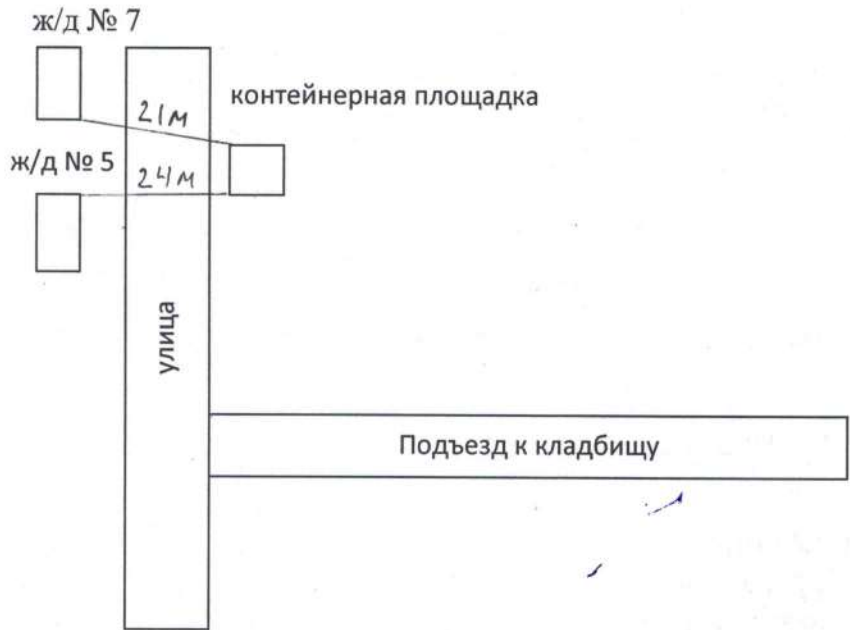 ж/д № 7
контейнерная площадка
21м
ж/д № 5
24м
улица
Подъезд к кладбищу